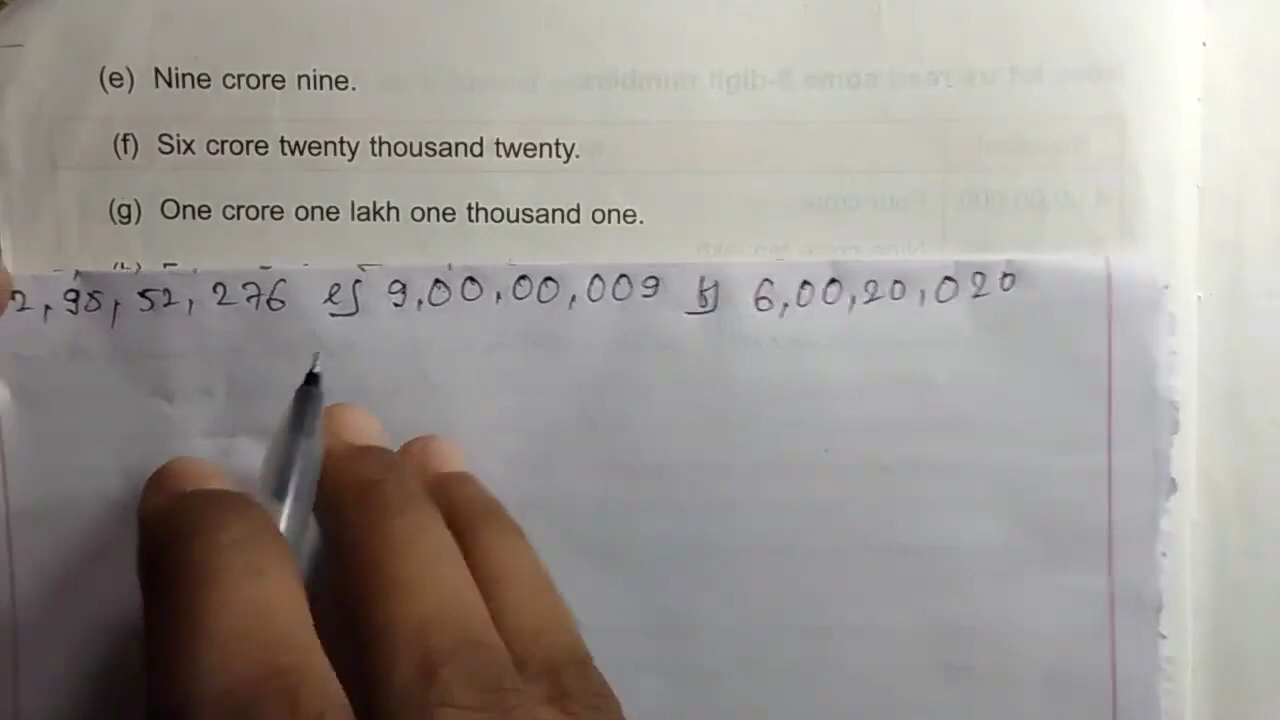 (e) Nine crore nine.
(f) Six crore twenty thousand twenty.
(g) One crore one lakh one thousand one.
2,98,52,276 e) 9,00,00,009 f) 6,00,20,020